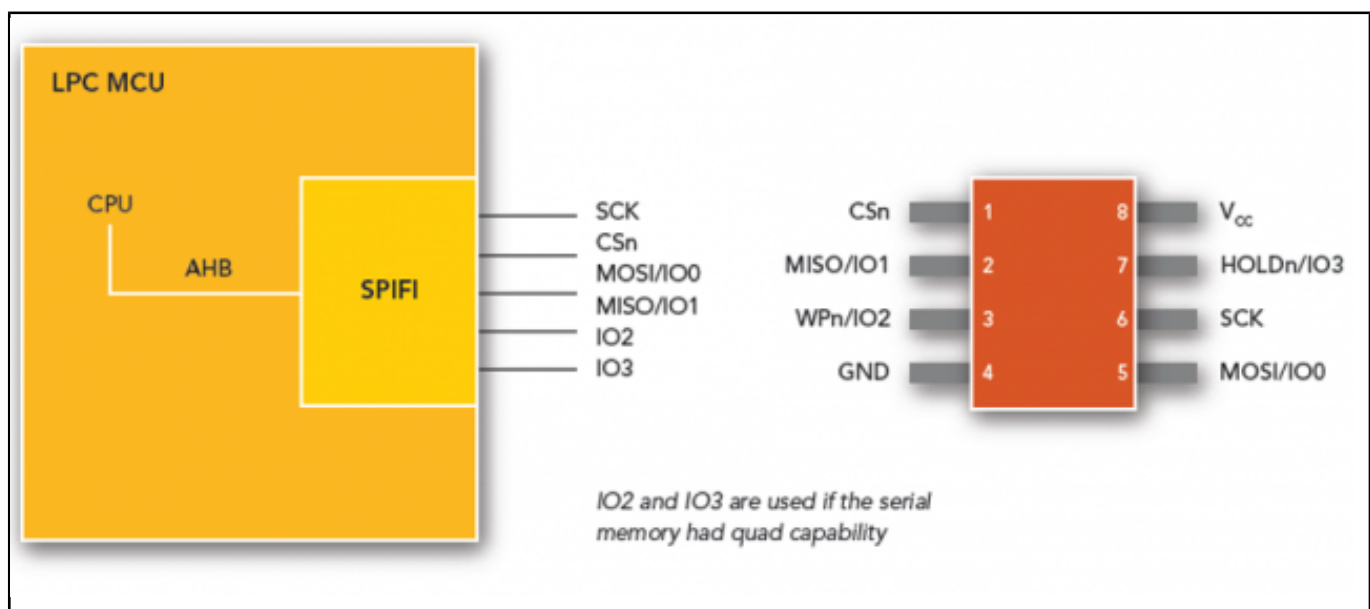 LPC MCU
CPU
AHB
SPIFI
SCK
CSn
MOSI/IO0
MISO/IO1
IO2
IO3
CSn 1 8 Vcc
MISO/IO1 2 7 HOLDn/IO3
WPn/IO2 3 6 SCK
GND 4 5 MOSI/IO0
IO2 and IO3 are used if the serial
memory had quad capability